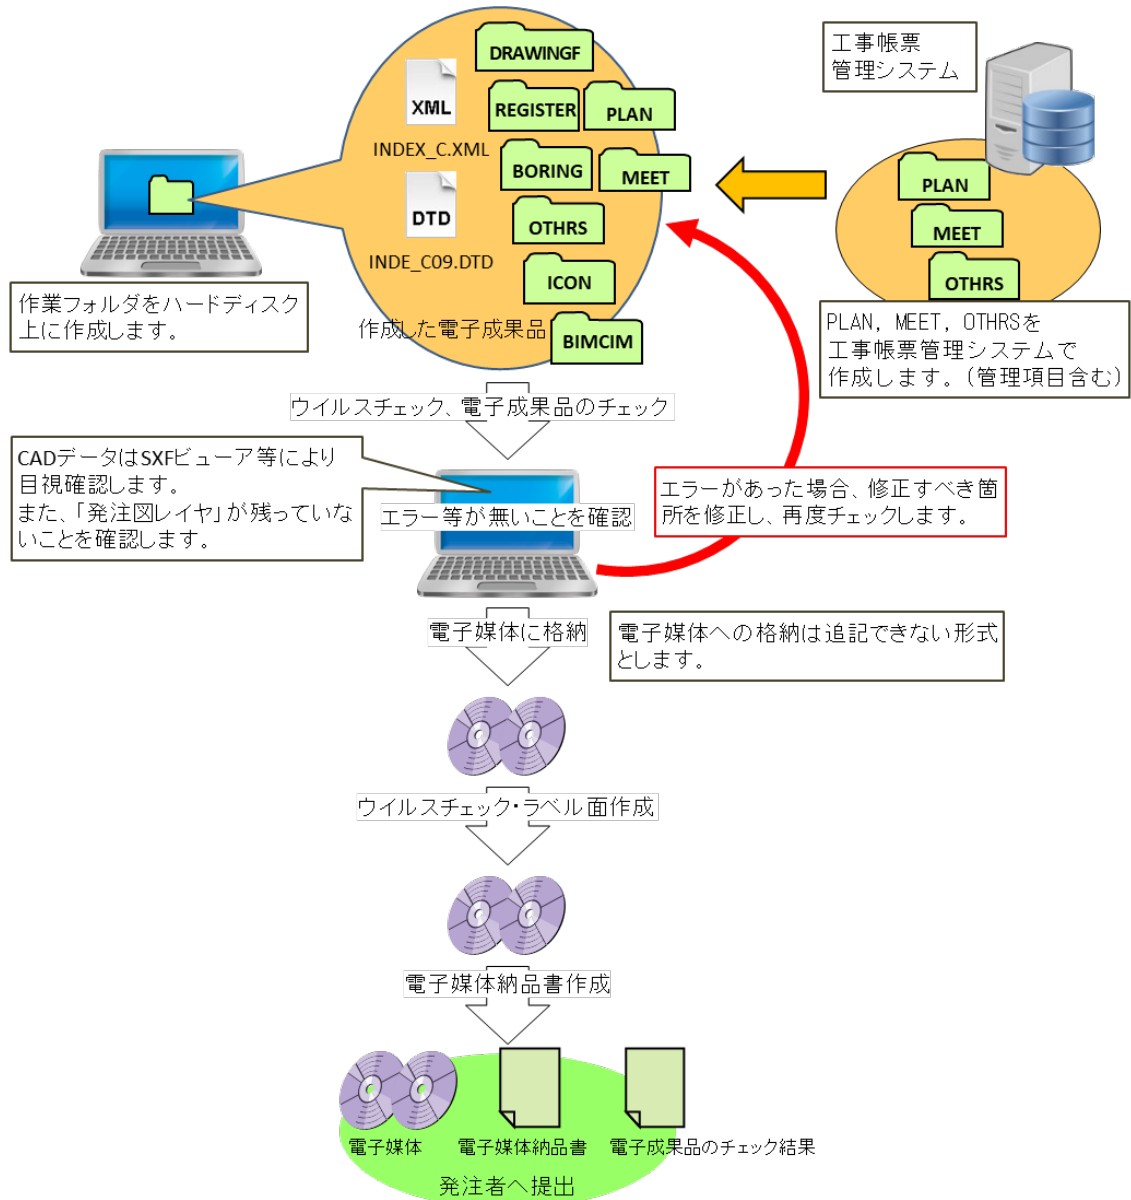 DRAWINGF
XML
REGISTER
PLAN
INDEX_C.XML
BORING
MEET
DTD
OTHRS
INDE_C09.DTD
ICON
作成した電子成果品
BIMCIM
工事帳票
管理システム
PLAN
MEET
OTHRS
作業フォルダをハードディスク
上に作成します。
PLAN, MEET, OTHRSを
工事帳票管理システムで
作成します。(管理項目含む)
ウイルスチェック、電子成果品のチェック
CADデータはSXFビューア等により
目視確認します。
また、「発注図レイヤ」が残っていな
いことを確認します。
エラー等が無いことを確認
エラーがあった場合、修正すべき箇
所を修正し、再度チェックします。
電子媒体に格納
電子媒体への格納は追記できない形式
とします。
ウイルスチェック・ラベル面作成
電子媒体納品書作成
電子媒体
電子媒体納品書
電子成果品のチェック結果
発注者へ提出